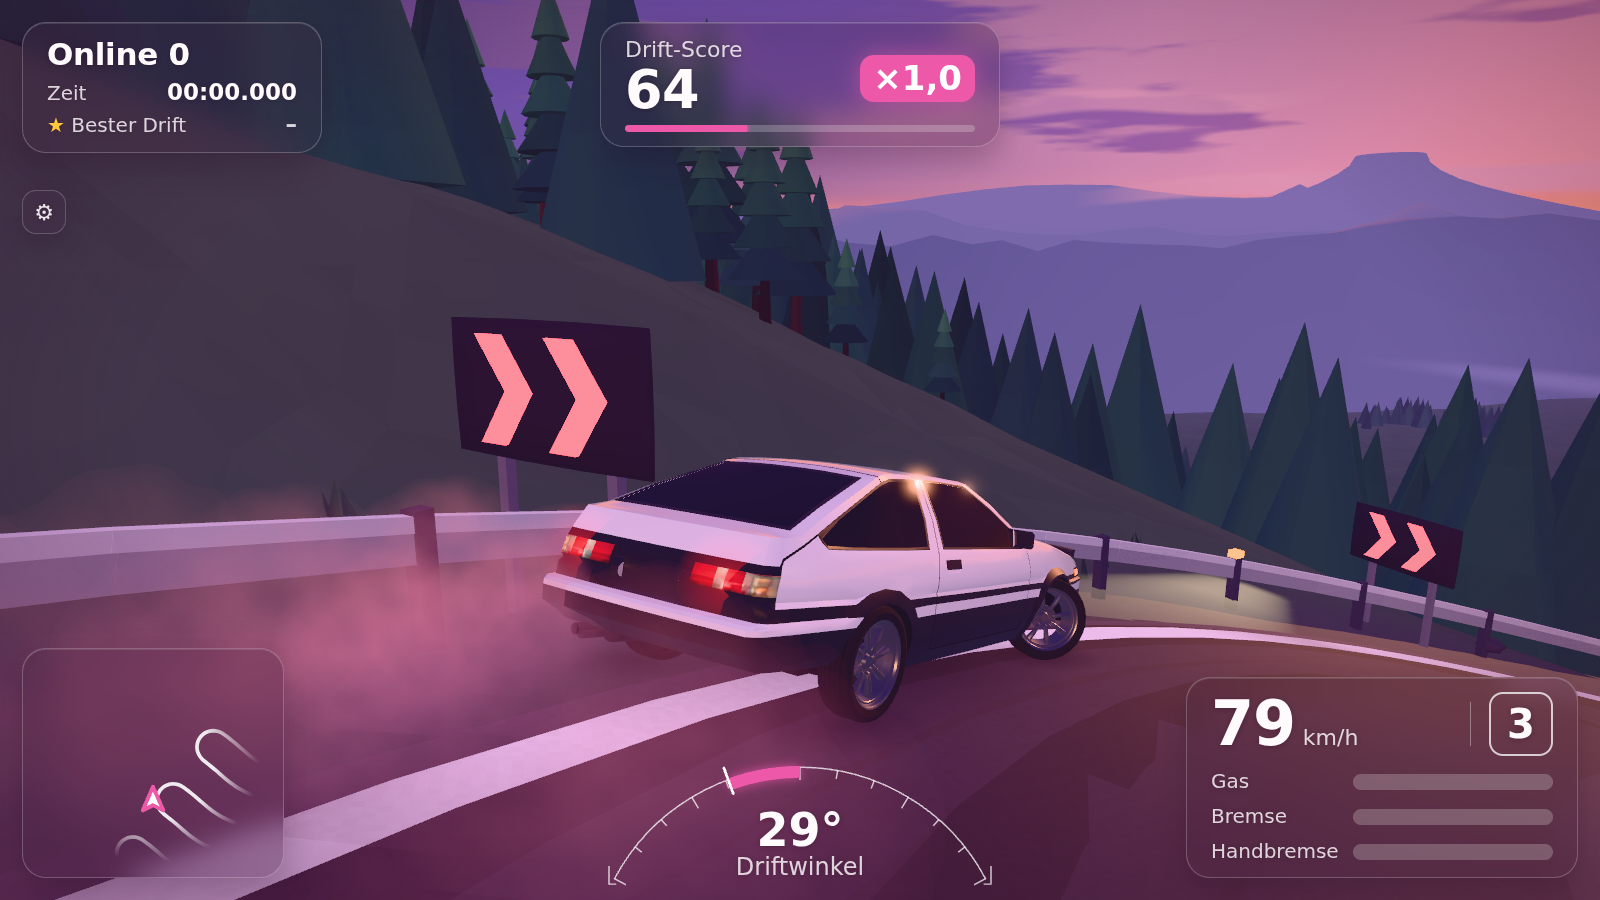 Online 0
Zeit 00:00.000
★ Bester Drift –
Drift-Score
64
×1,0
79 km/h
3
Gas
Bremse
Handbremse
29°
Driftwinkel